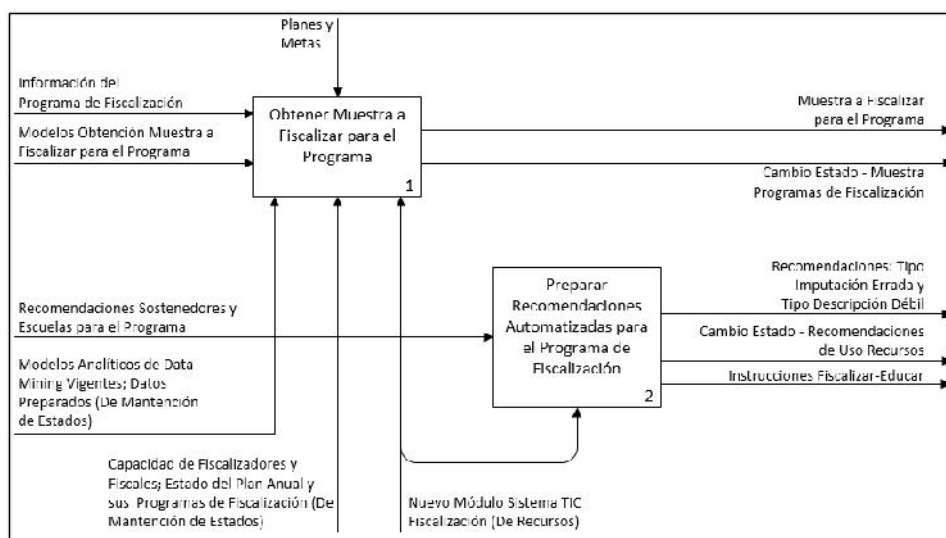 Planes y
Metas
Información del
Programa de Fiscalización
Modelos Obtención Muestra a
Fiscalizar para el Programa
Obtener Muestra a
Fiscalizar para el
Programa
1
Muestra a Fiscalizar
para el Programa
Cambio Estado - Muestra
Programas de Fiscalización
Recomendaciones Sostenedores y
Escuelas para el Programa
Preparar
Recomendaciones
Automatizadas para
el Programa de
Fiscalización
2
Recomendaciones: Tipo
Imputación Errada y
Tipo Descripción Débil
Cambio Estado - Recomendaciones
de Uso Recursos
Instrucciones Fiscalizar-Educar
Modelos Analíticos de Data
Mining Vigentes; Datos
Preparados (De Mantención
de Estados)
Capacidad de Fiscalizadores y
Fiscales; Estado del Plan Anual y
sus Programas de Fiscalización (De
Mantención de Estados)
Nuevo Módulo Sistema TIC
Fiscalización (De Recursos)